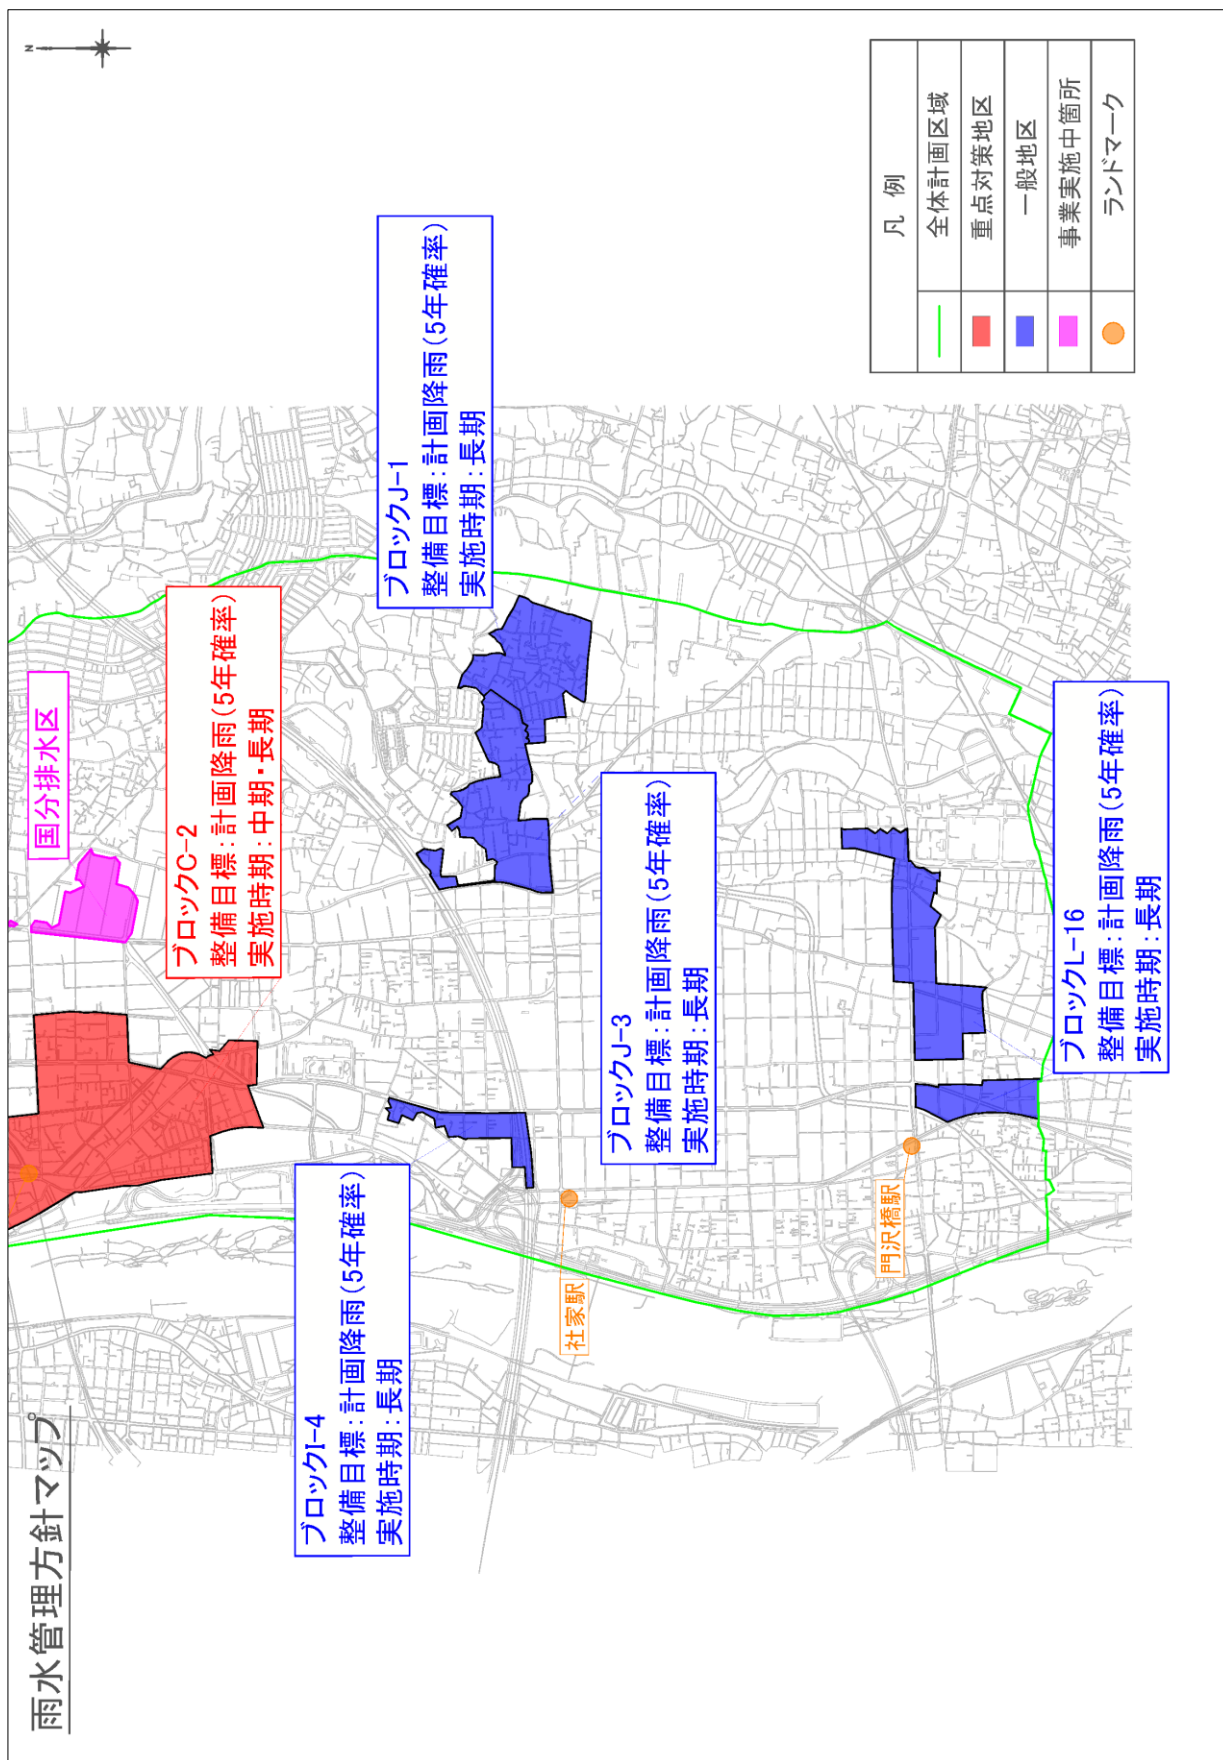 雨水管理方針マップ
N
国分排水区
ブロックC-2
整備目標:計画降雨(5年確率)
実施時期:中期・長期
ブロックJ-1
整備目標:計画降雨(5年確率)
実施時期:長期
ブロックI-4
整備目標:計画降雨(5年確率)
実施時期:長期
ブロックJ-3
整備目標:計画降雨(5年確率)
実施時期:長期
社家駅
門沢橋駅
ブロックL-16
整備目標:計画降雨(5年確率)
実施時期:長期
凡 例
全体計画区域
重点対策地区
一般地区
事業実施中箇所
ランドマーク